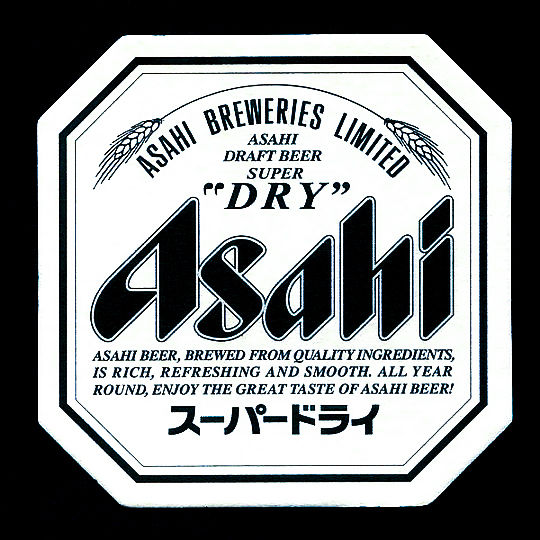 ASAHI BREWERIES LIMITED
ASAHI
DRAFT BEER
SUPER
"DRY"
Asahi
ASAHI BEER, BREWED FROM QUALITY INGREDIENTS,
IS RICH, REFRESHING AND SMOOTH. ALL YEAR
ROUND, ENJOY THE GREAT TASTE OF ASAHI BEER!
スーパードライ